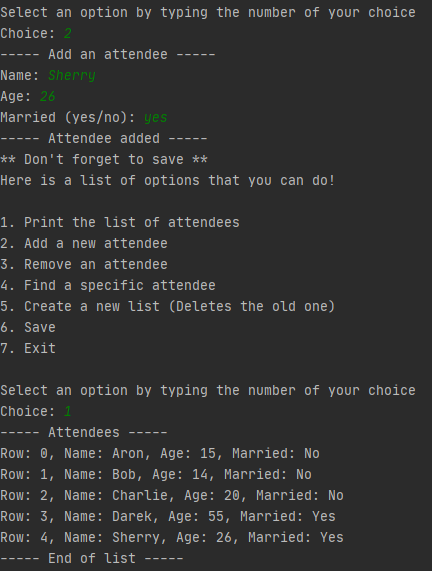 Select an option by typing the number of your choice
Choice: 2
----- Add an attendee -----
Name: Sherry
Age: 26
Married (yes/no): yes
----- Attendee added -----
** Don't forget to save **
Here is a list of options that you can do!
1. Print the list of attendees
2. Add a new attendee
3. Remove an attendee
4. Find a specific attendee
5. Create a new list (Deletes the old one)
6. Save
7. Exit
Select an option by typing the number of your choice
Choice: 1
----- Attendees -----
Row: 0, Name: Aron, Age: 15, Married: No
Row: 1, Name: Bob, Age: 14, Married: No
Row: 2, Name: Charlie, Age: 20, Married: No
Row: 3, Name: Darek, Age: 55, Married: Yes
Row: 4, Name: Sherry, Age: 26, Married: Yes
----- End of list -----